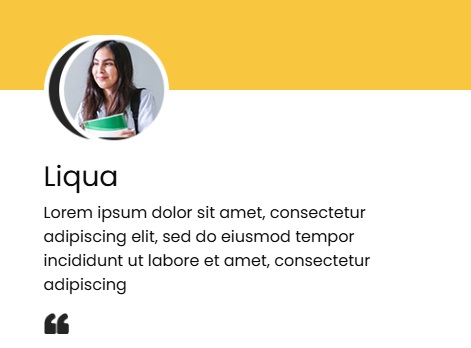 Liqua
Lorem ipsum dolor sit amet, consectetur
adipiscing elit, sed do eiusmod tempor
incididunt ut labore et amet, consectetur
adipiscing
❝